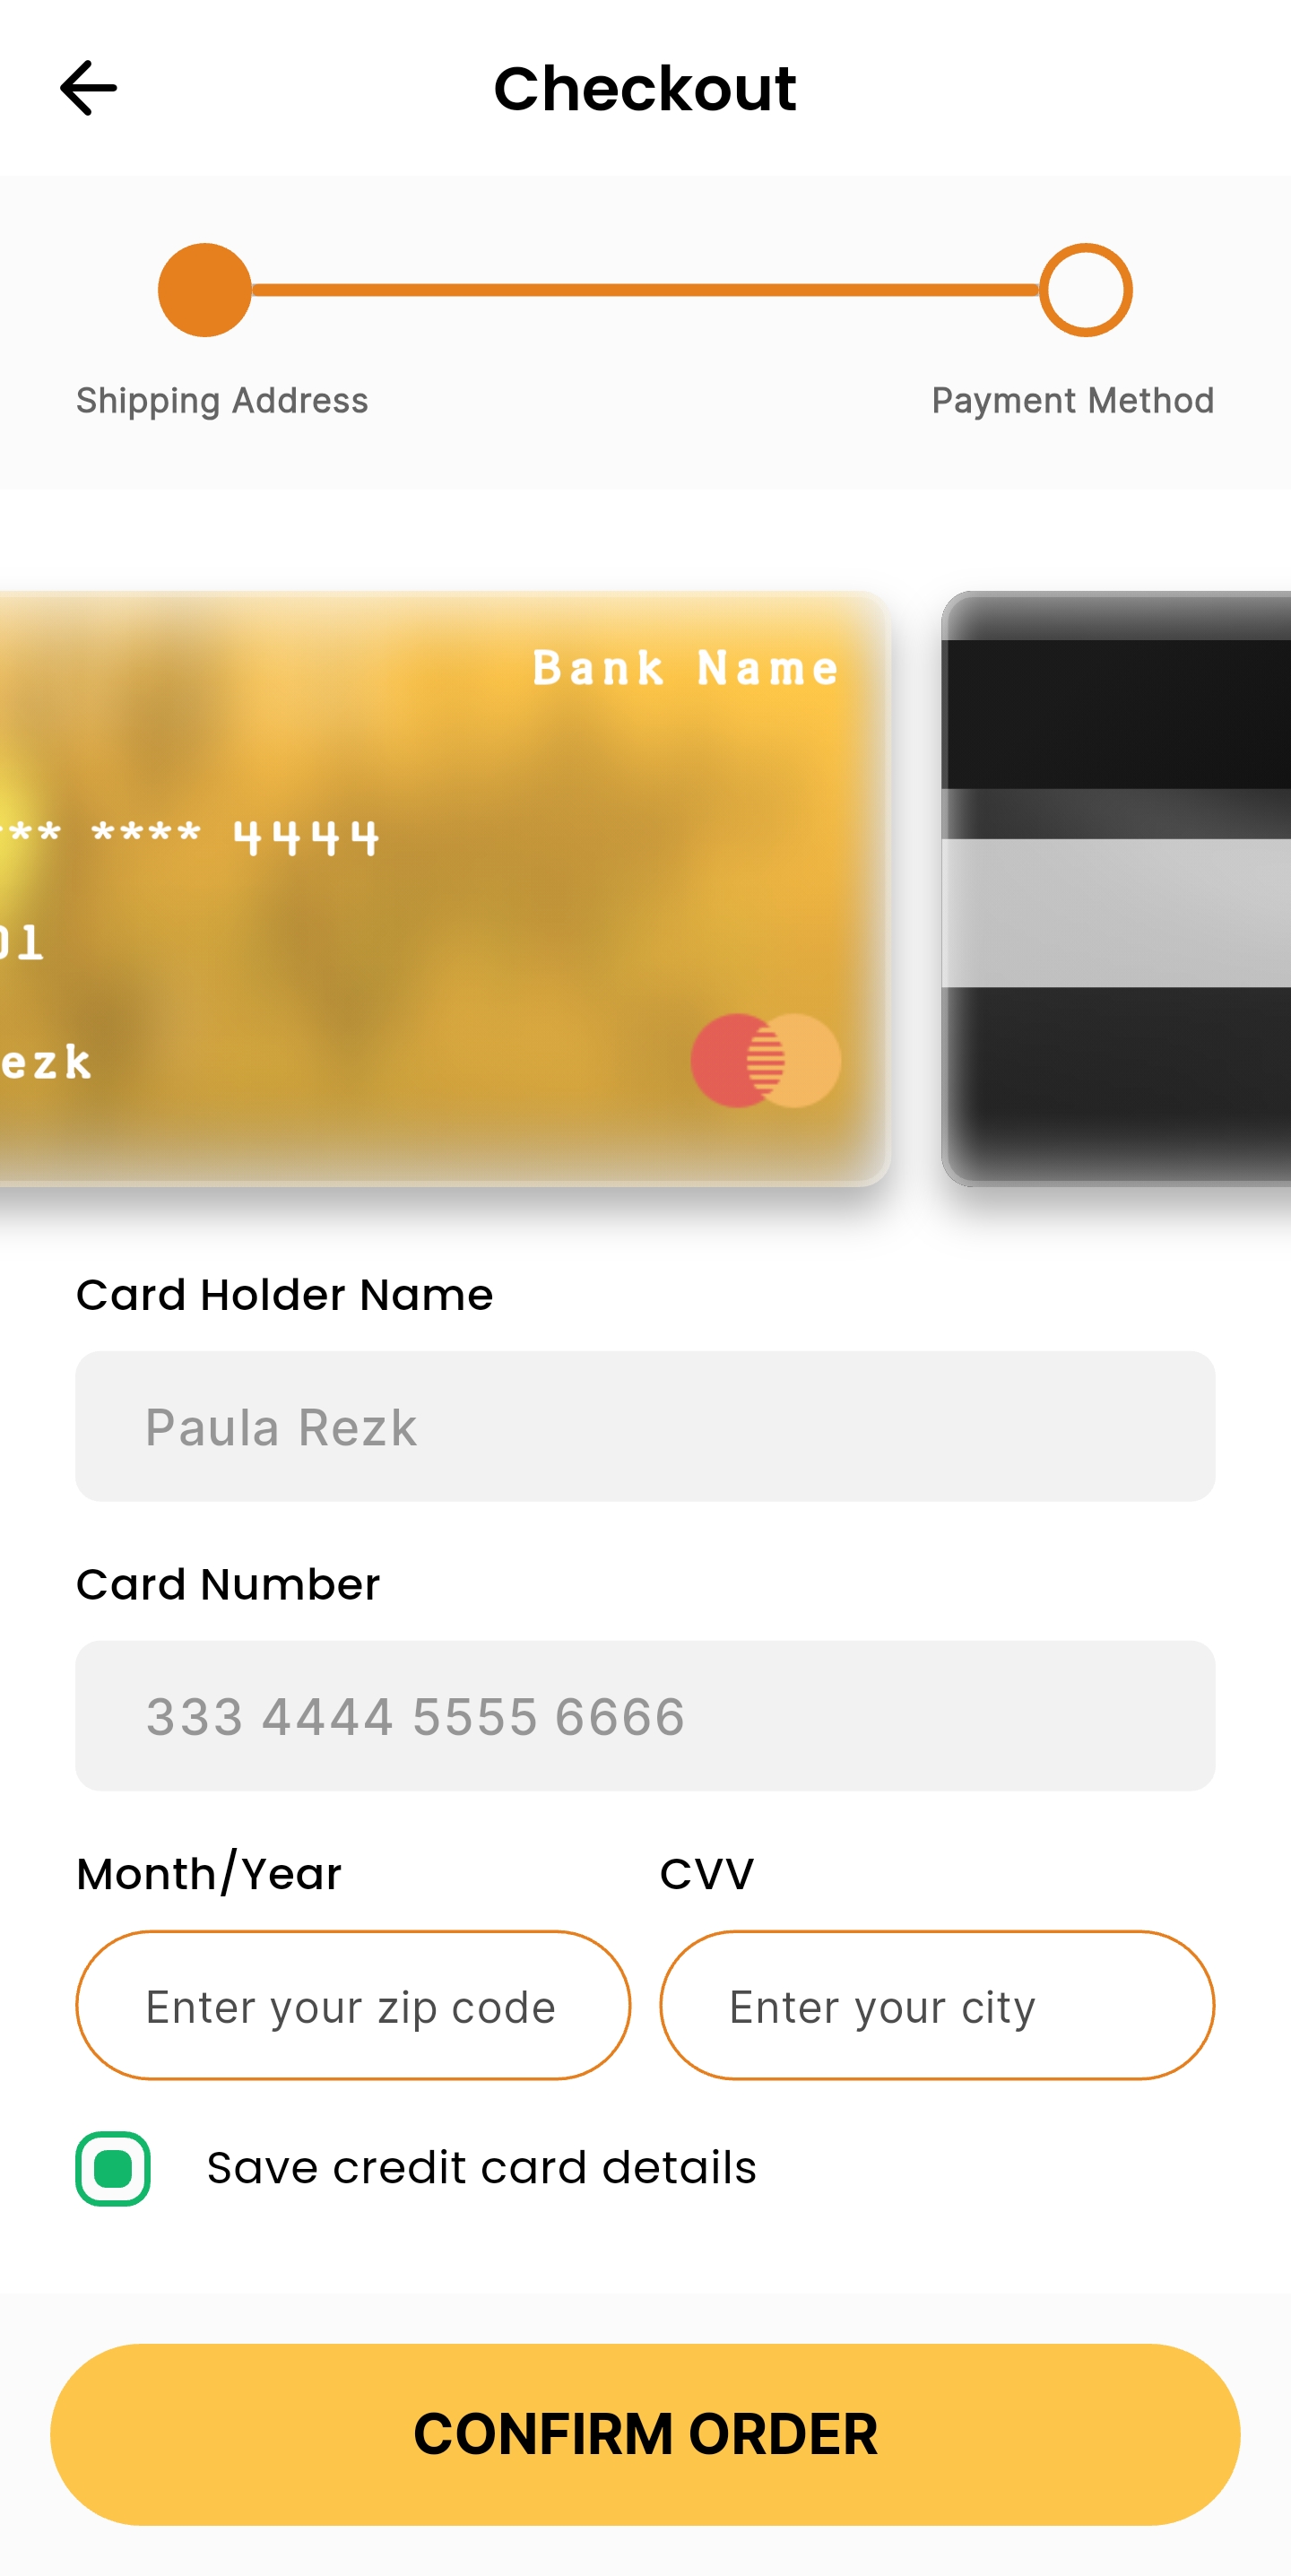 Checkout
Shipping Address
Payment Method
Bank Name
** **** 4444
01
ezk
Card Holder Name
Paula Rezk
Card Number
333 4444 5555 6666
Month/Year
CVV
Enter your zip code
Enter your city
Save credit card details
CONFIRM ORDER